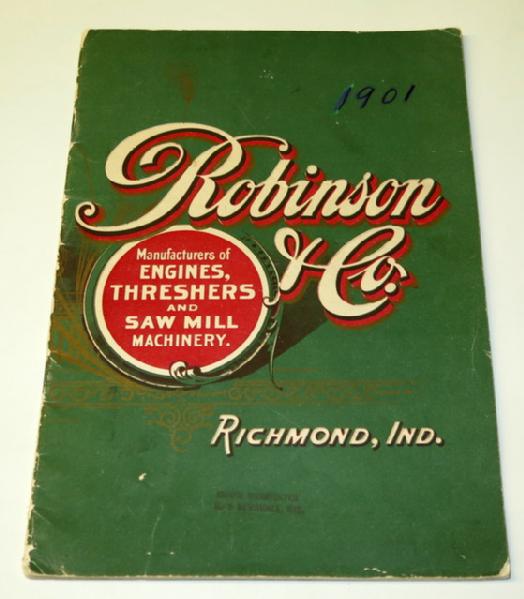 1901
Robinson
& Co.
Manufacturers of
ENGINES,
THRESHERS
AND
SAW MILL
MACHINERY.
RICHMOND, IND.